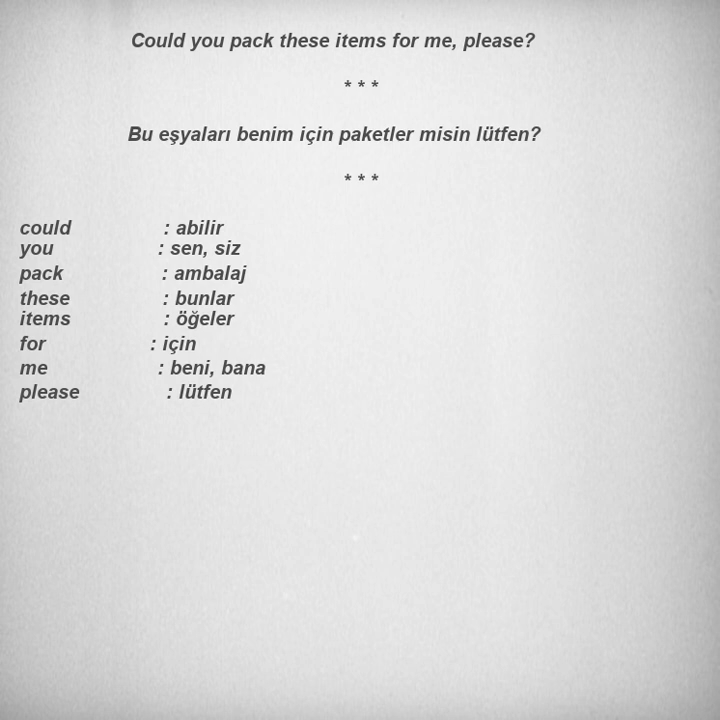 Could you pack these items for me, please?
* * *
Bu eşyaları benim için paketler misin lütfen?
* * *
could : abilir
you : sen, siz
pack : ambalaj
these : bunlar
items : öğeler
for : için
me : beni, bana
please : lütfen